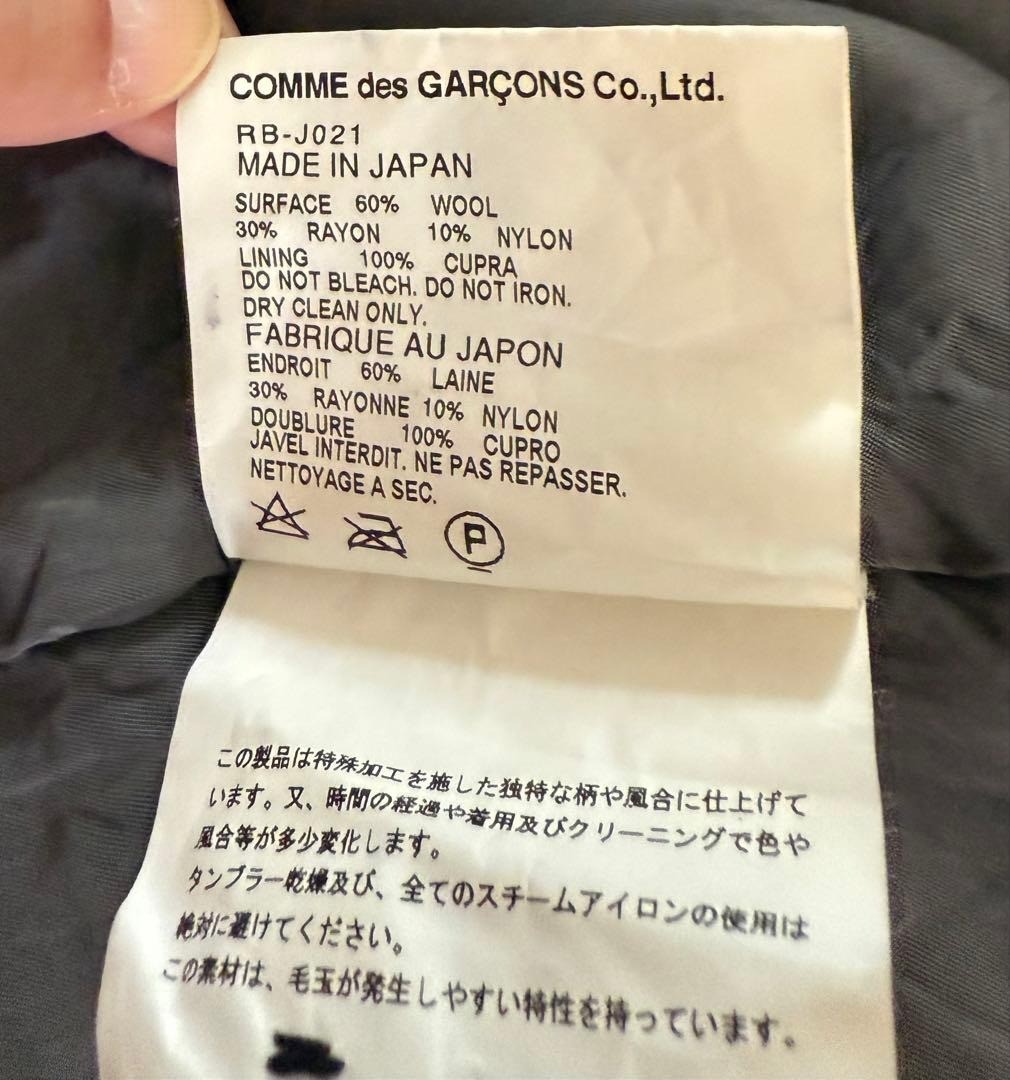 COMME des GARÇONS Co.,Ltd.
RB-J021
MADE IN JAPAN
SURFACE 60% WOOL
30% RAYON 10% NYLON
LINING 100% CUPRA
DO NOT BLEACH. DO NOT IRON.
DRY CLEAN ONLY.
FABRIQUE AU JAPON
ENDROIT 60% LAINE
30% RAYONNE 10% NYLON
DOUBLURE 100% CUPRO
JAVEL INTERDIT. NE PAS REPASSER.
NETTOYAGE A SEC.
P
この製品は特殊加工を施した独特な柄や風合に仕上げて
います。又、時間の経過や着用及びクリーニングで色や
風合等が多少変化します。
タンブラー乾燥及び、全てのスチームアイロンの使用は
絶対に避けてください。
この素材は、毛玉が発生しやすい特性を持っています。